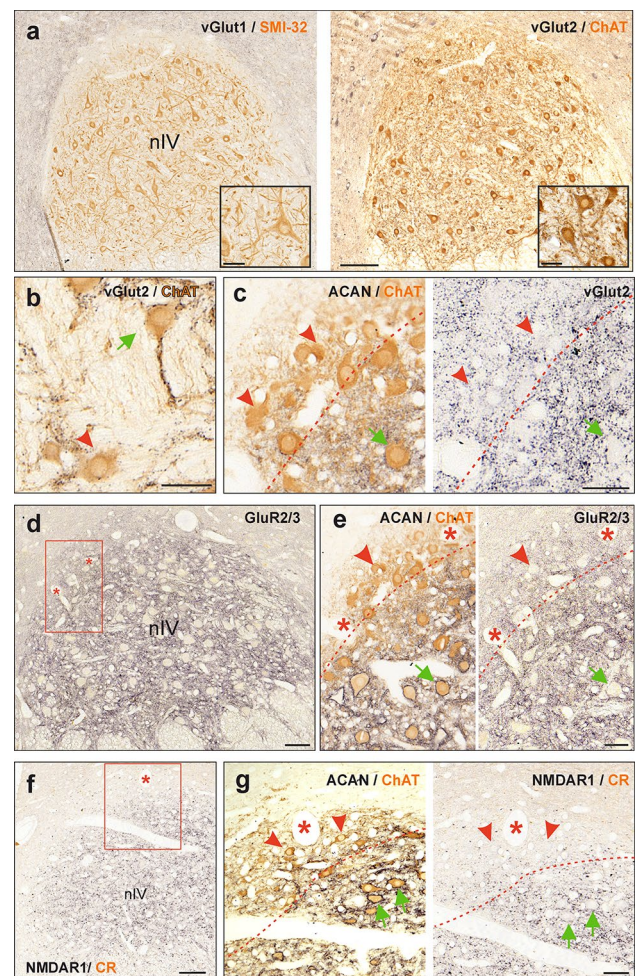 a
vGlut1 / SMI-32
vGlut2 / ChAT
nIV
b
vGlut2 / ChAT
c
ACAN / ChAT
vGlut2
*
d
GluR2/3
*
*
nIV
e
ACAN / ChAT
GluR2/3
*
*
*
*
f
*
nIV
NMDAR1/ CR
g
ACAN / ChAT
NMDAR1 / CR
*
*